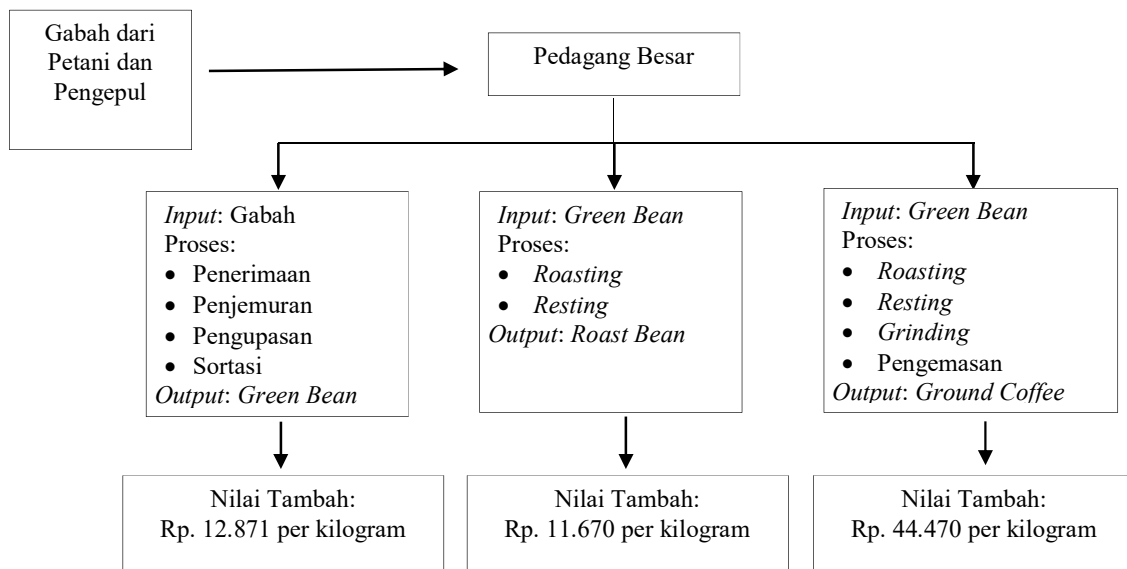 Gabah dari
Petani dan
Pengepul
Pedagang Besar
Input: Gabah
Proses:
• Penerimaan
• Penjemuran
• Pengupasan
• Sortasi
Output: Green Bean
Input: Green Bean
Proses:
• Roasting
• Resting
Output: Roast Bean
Input: Green Bean
Proses:
• Roasting
• Resting
• Grinding
• Pengemasan
Output: Ground Coffee
Nilai Tambah:
Rp. 12.871 per kilogram
Nilai Tambah:
Rp. 11.670 per kilogram
Nilai Tambah:
Rp. 44.470 per kilogram